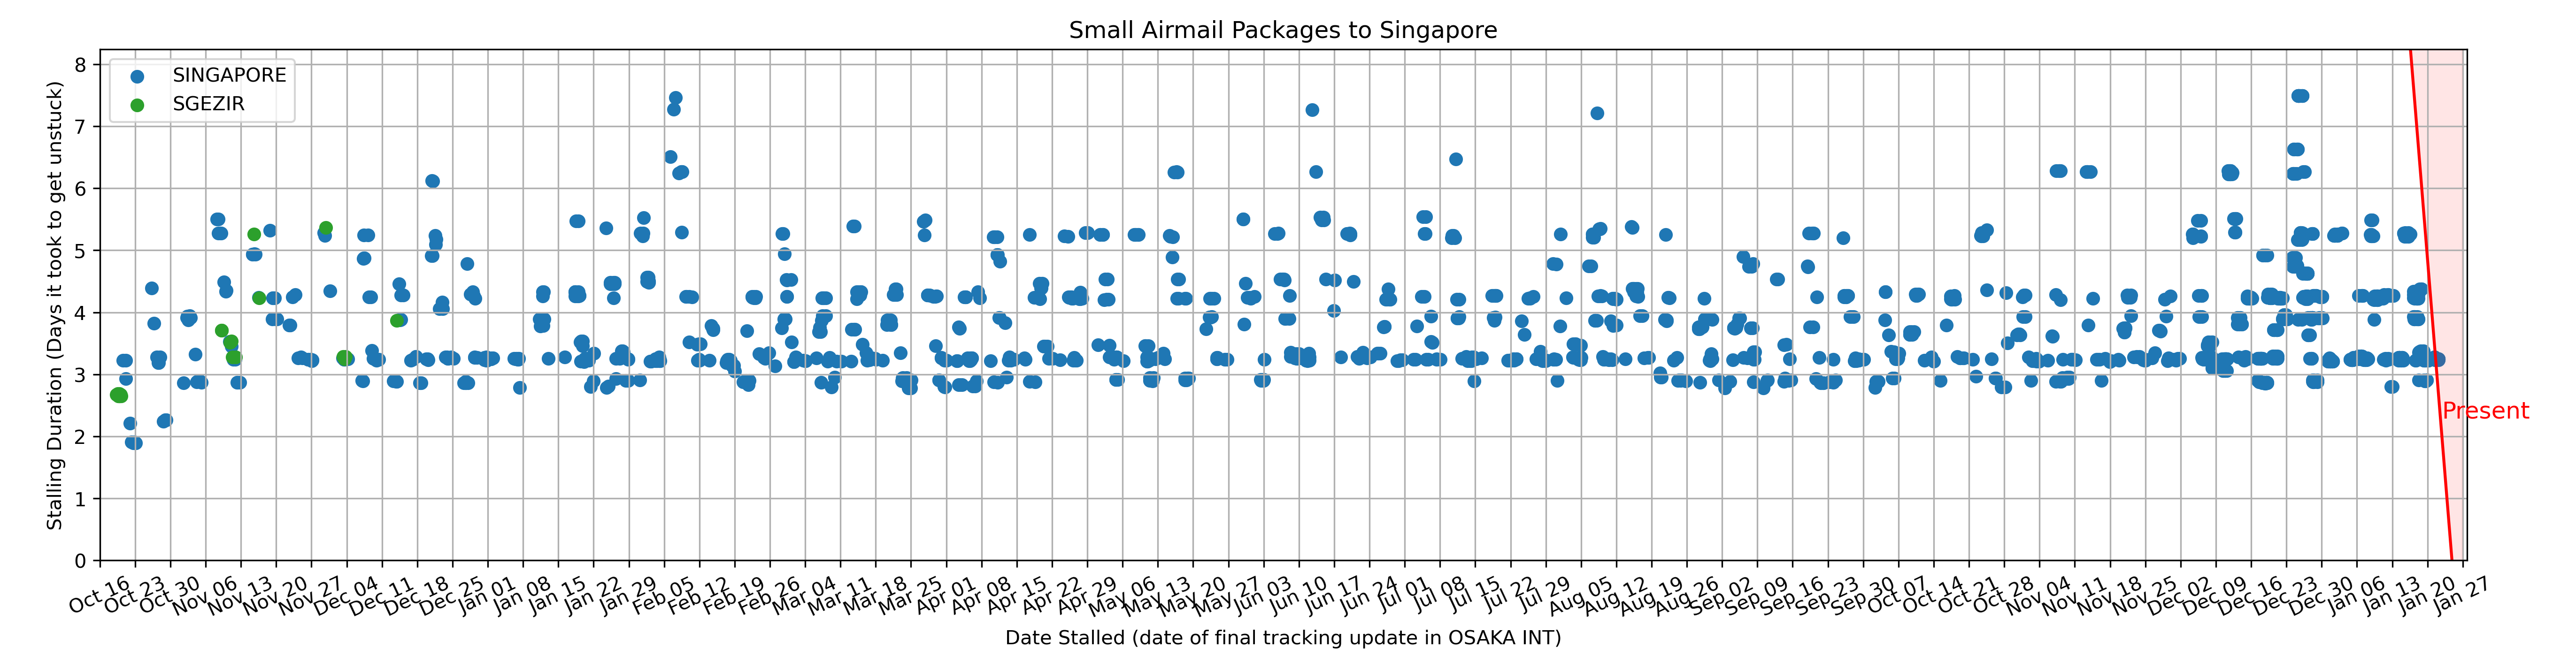 Small Airmail Packages to Singapore
SINGAPORE
SGEZIR
Stalling Duration (Days it took to get unstuck)
8
7
6
5
4
3
2
1
0
Present
Oct 16 Oct 23 Oct 30 Nov 06 Nov 13 Nov 20 Nov 27 Dec 04 Dec 11 Dec 18 Dec 25 Jan 01 Jan 08 Jan 15 Jan 22 Jan 29 Feb 05 Feb 12 Feb 19 Feb 26 Mar 04 Mar 11 Mar 18 Mar 25 Apr 01 Apr 08 Apr 15 Apr 22 Apr 29 May 06 May 13 May 20 May 27 Jun 03 Jun 10 Jun 17 Jun 24 Jul 01 Jul 08 Jul 15 Jul 22 Jul 29 Aug 05 Aug 12 Aug 19 Aug 26 Sep 02 Sep 09 Sep 16 Sep 23 Sep 30 Oct 07 Oct 14 Oct 21 Oct 28 Nov 04 Nov 11 Nov 18 Nov 25 Dec 02 Dec 09 Dec 16 Dec 23 Dec 30 Jan 06 Jan 13 Jan 20 Jan 27
Date Stalled (date of final tracking update in OSAKA INT)